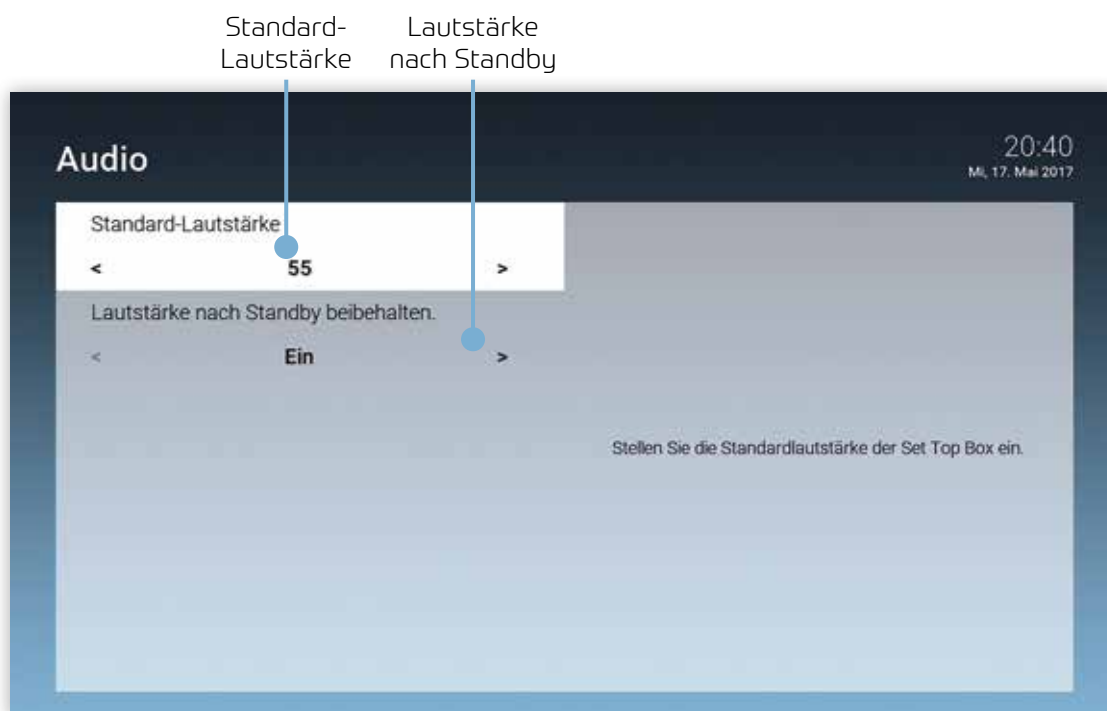 Standard-
Lautstärke
Lautstärke
nach Standby
Audio
20:40
Mi, 17. Mai 2017
Standard-Lautstärke
< 55 >
Lautstärke nach Standby beibehalten.
< Ein >
Stellen Sie die Standardlautstärke der Set Top Box ein.